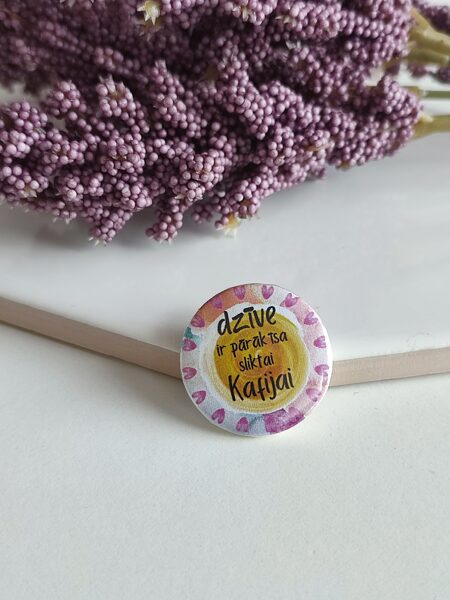 dzīve
ir pārāk īsa
sliktai
Kafijai